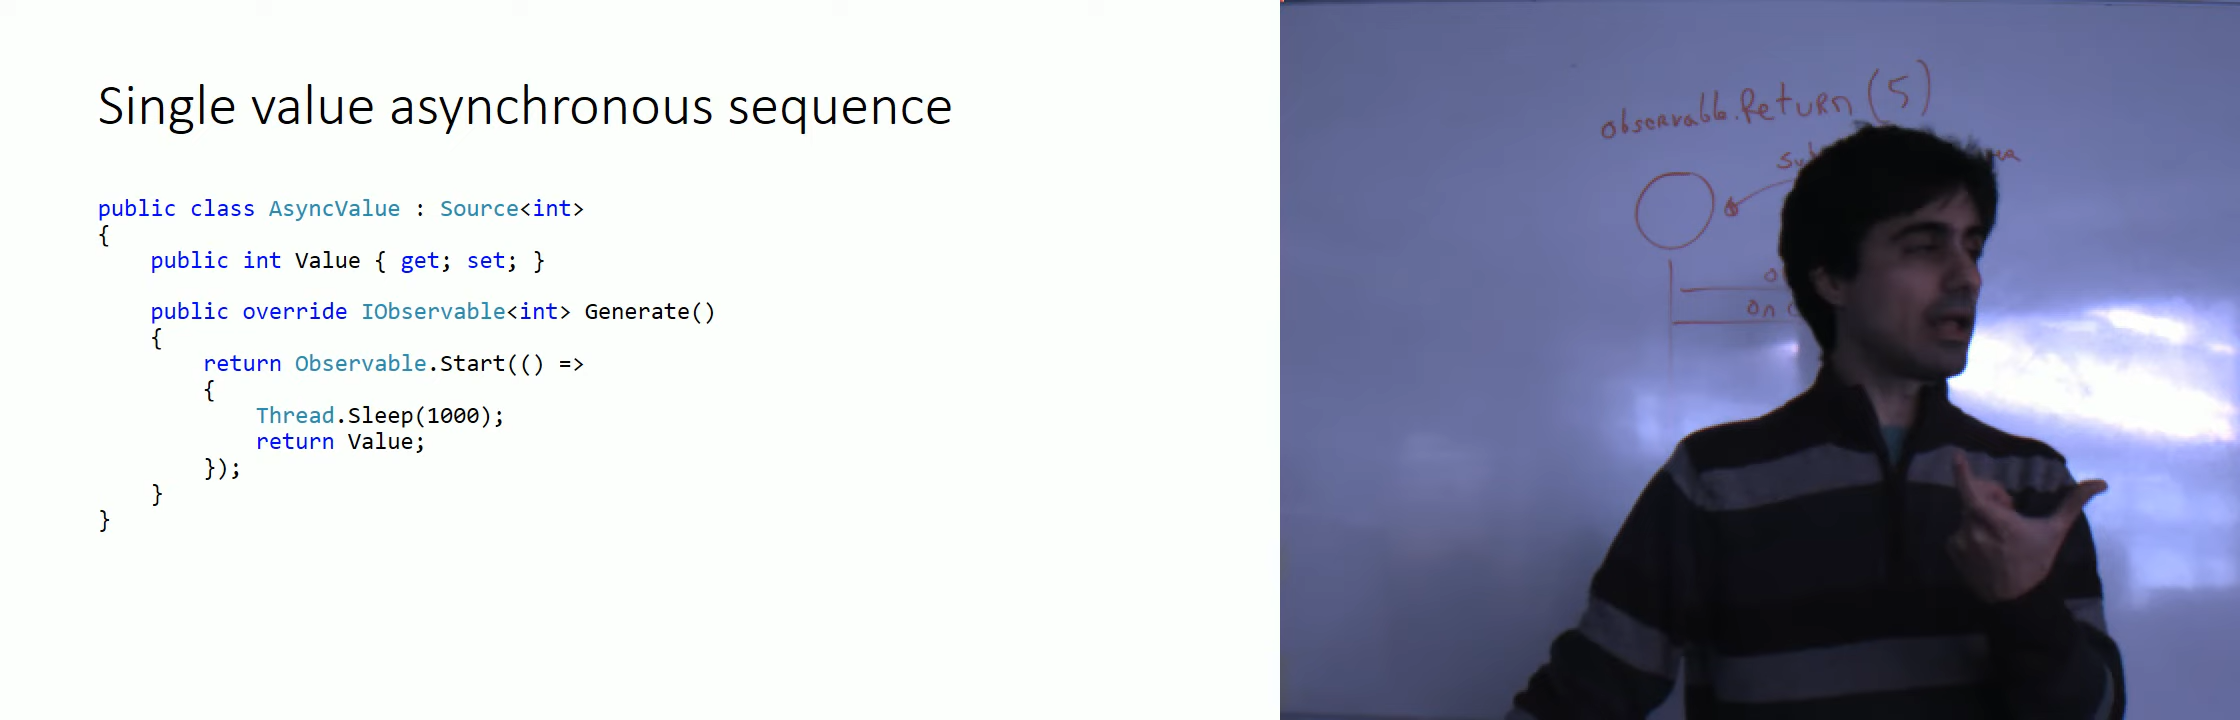 Single value asynchronous sequence
public class AsyncValue : Source<int>
{
public int Value { get; set; }
public override IObservable<int> Generate()
{
return Observable.Start(() =>
{
Thread.Sleep(1000);
return Value;
});
}
}
observable.Return (5)
on